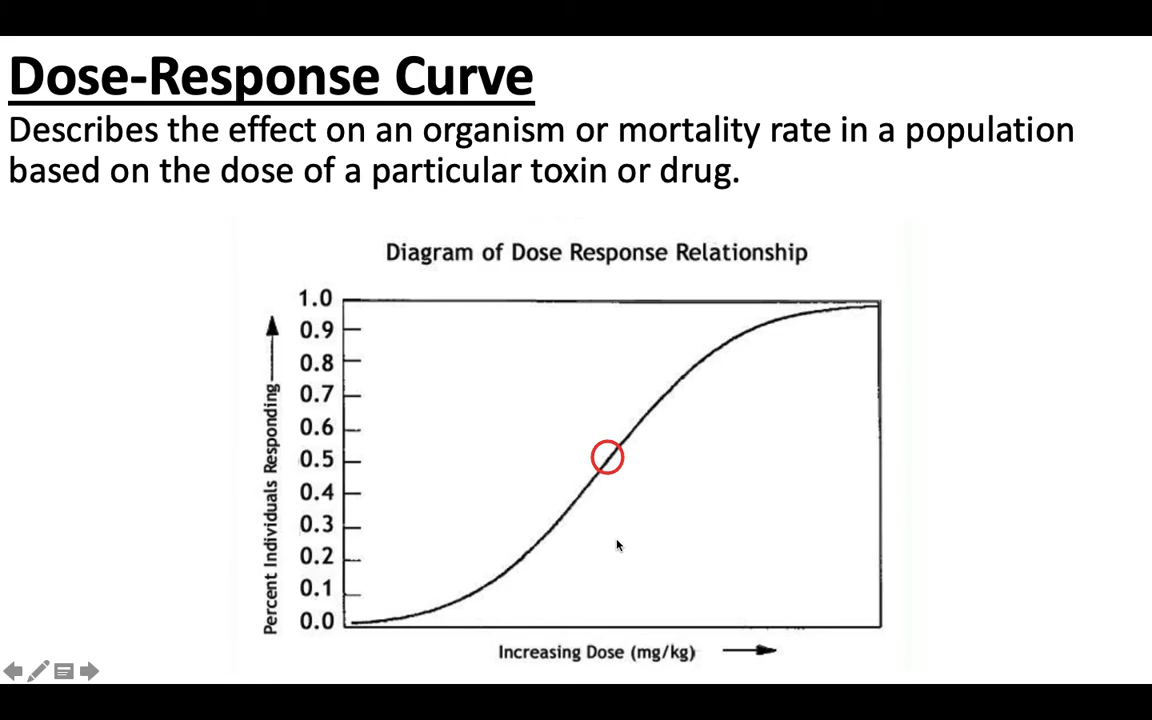 Dose-Response Curve
Describes the effect on an organism or mortality rate in a population
based on the dose of a particular toxin or drug.
Diagram of Dose Response Relationship
Percent Individuals Responding
1.0
0.9
0.8
0.7
0.6
0.5
0.4
0.3
0.2
0.1
0.0
Increasing Dose (mg/kg)